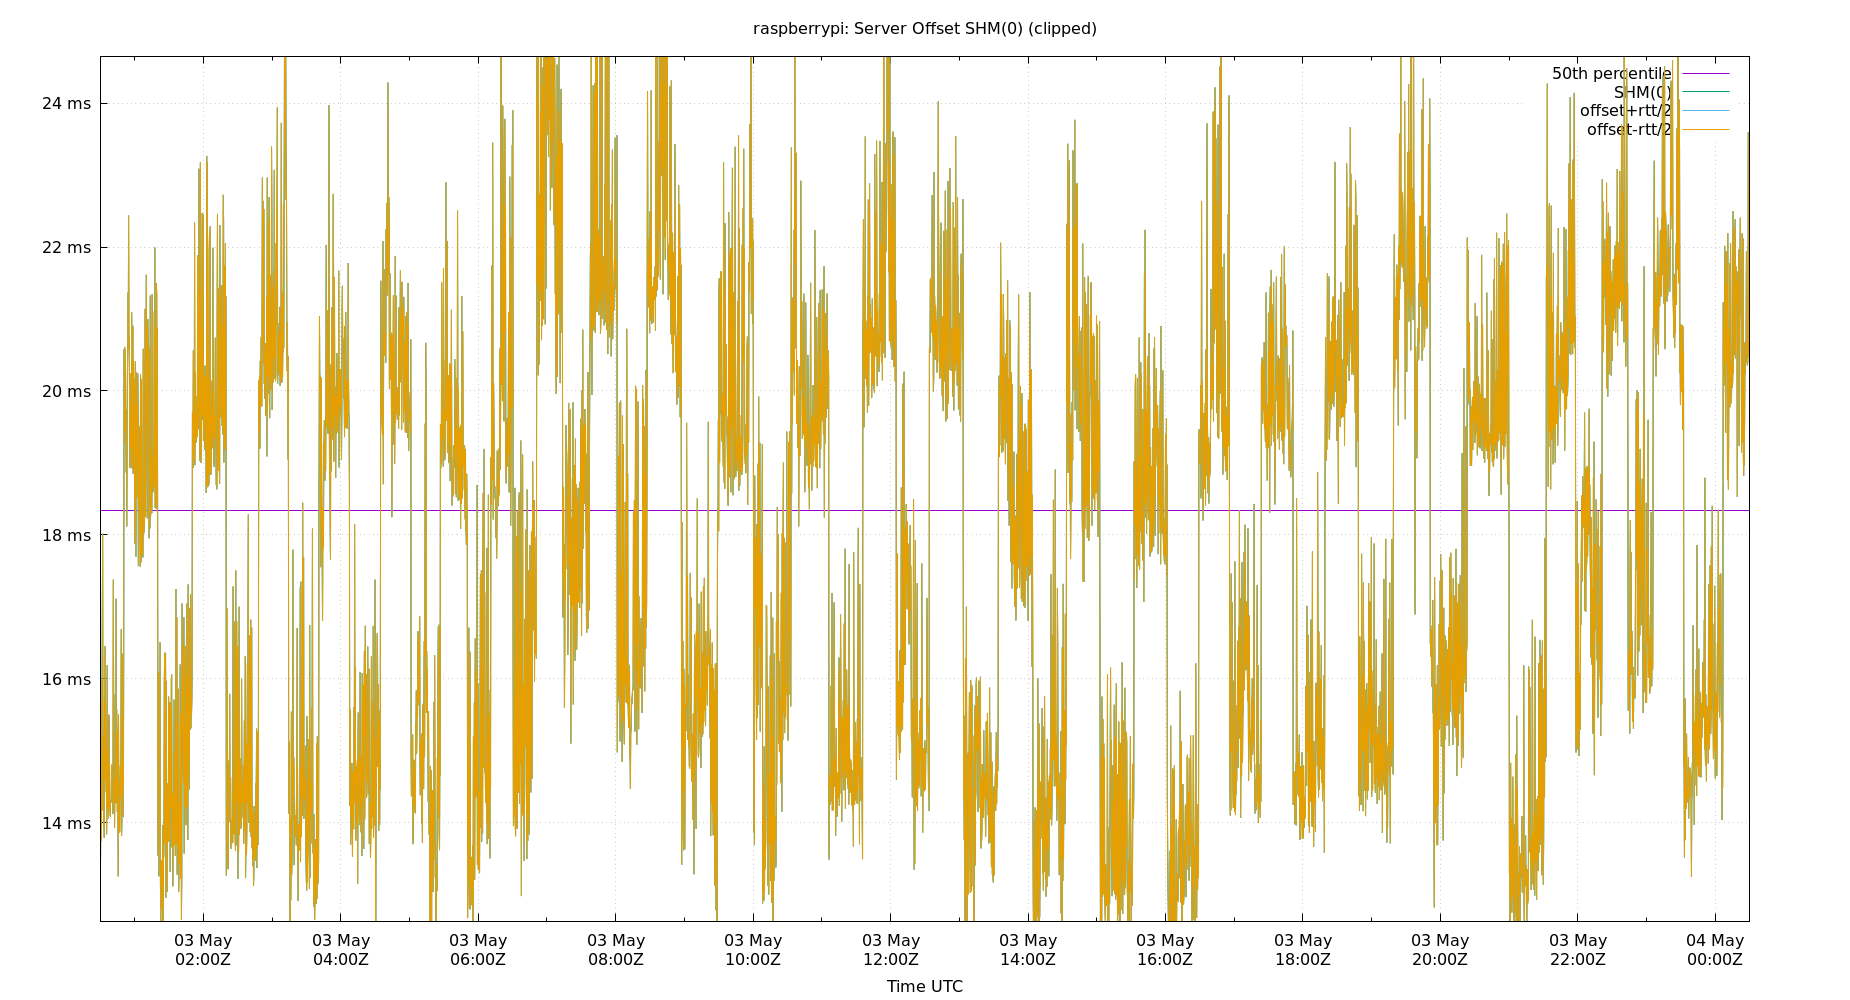 raspberrypi: Server Offset SHM(0) (clipped)
50th percentile
SHM(0)
offset+rtt/2
offset-rtt/2
24 ms
22 ms
20 ms
18 ms
16 ms
14 ms
03 May 03 May 03 May 03 May 03 May 03 May 03 May 03 May 03 May 03 May 03 May 04 May
02:00Z 04:00Z 06:00Z 08:00Z 10:00Z 12:00Z 14:00Z 16:00Z 18:00Z 20:00Z 22:00Z 00:00Z
Time UTC